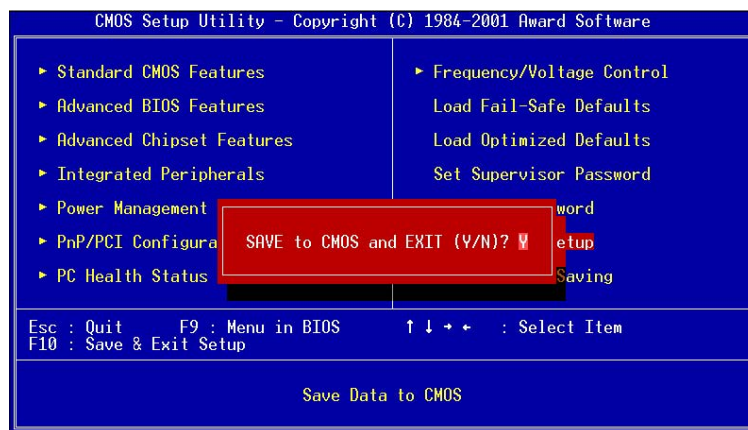 CMOS Setup Utility - Copyright (C) 1984-2001 Award Software
► Standard CMOS Features
► Advanced BIOS Features
► Advanced Chipset Features
► Integrated Peripherals
► Power Management
► PnP/PCI Configura
► PC Health Status
► Frequency/Voltage Control
Load Fail-Safe Defaults
Load Optimized Defaults
Set Supervisor Password
word
etup
Saving
SAVE to CMOS and EXIT (Y/N)? Y
Esc : Quit F9 : Menu in BIOS ↑ ↓ → ← : Select Item
F10 : Save & Exit Setup
Save Data to CMOS